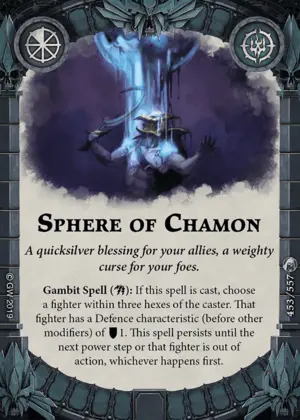 SPHERE OF CHAMON
A quicksilver blessing for your allies, a weighty
curse for your foes.
Gambit Spell (): If this spell is cast, choose
a fighter within three hexes of the caster. That
fighter has a Defence characteristic (before other
modifiers) of 1. This spell persists until the
next power step or that fighter is out of
action, whichever happens first.
© GW 2019
453/557